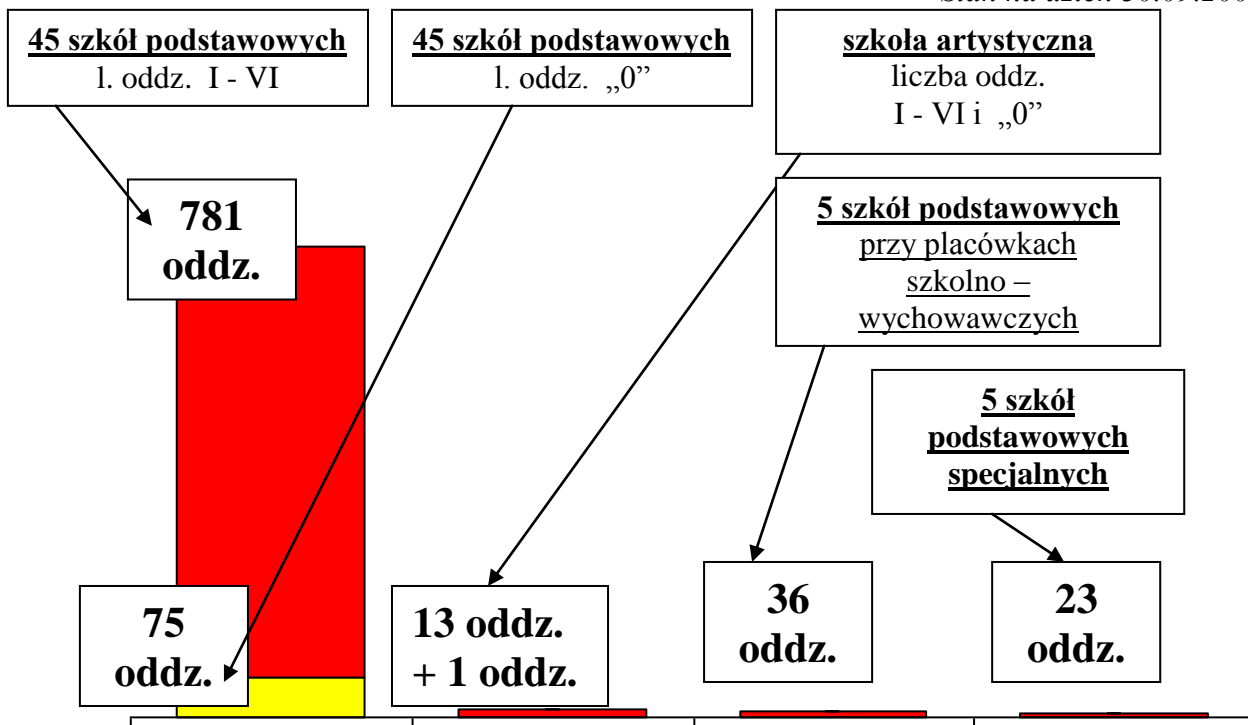 45 szkół podstawowych
l. oddz. I - VI
45 szkół podstawowych
l. oddz. „0”
szkoła artystyczna
liczba oddz.
I - VI i „0”
781
oddz.
5 szkół podstawowych
przy placówkach
szkolno –
wychowawczych
5 szkół
podstawowych
specjalnych
75
oddz.
13 oddz.
+ 1 oddz.
36
oddz.
23
oddz.